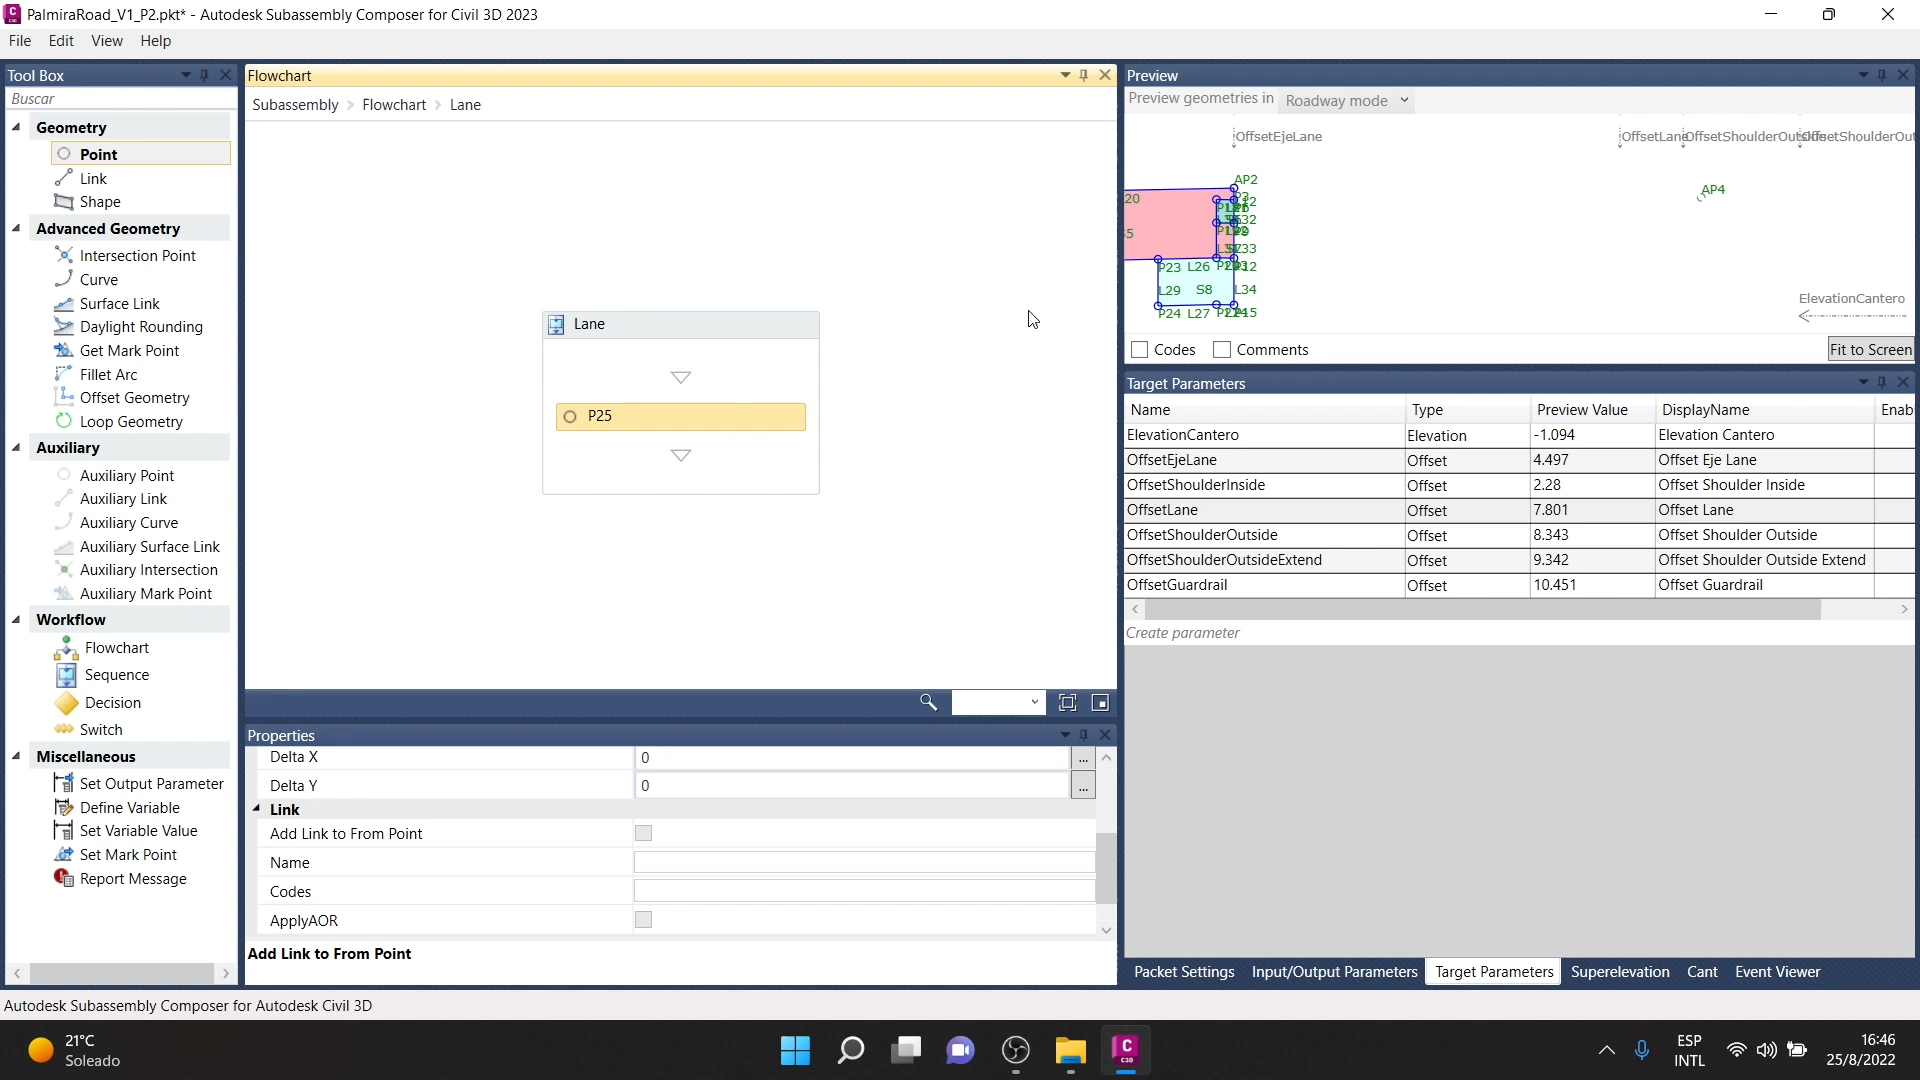 PalmiraRoad_V1_P2.pkt* - Autodesk Subassembly Composer for Civil 3D 2023
File Edit View Help
Tool Box
Buscar
Geometry
Point
Link
Shape
Advanced Geometry
Intersection Point
Curve
Surface Link
Daylight Rounding
Get Mark Point
Fillet Arc
Offset Geometry
Loop Geometry
Auxiliary
Auxiliary Point
Auxiliary Link
Auxiliary Curve
Auxiliary Surface Link
Auxiliary Intersection
Auxiliary Mark Point
Workflow
Flowchart
Sequence
Decision
Switch
Miscellaneous
Set Output Parameter
Define Variable
Set Variable Value
Set Mark Point
Report Message
Flowchart
Subassembly > Flowchart > Lane
Lane
P25
Properties
Delta X 0 ...
Delta Y 0 ...
Link
Add Link to From Point
Name
Codes
ApplyAOR
Add Link to From Point
Preview
Preview geometries in Roadway mode
OffsetEjeLane
OffsetLane
OffsetShoulderOut
AP2
AP4
20
S8
L34
P23 L26
L29
P24 L27
ElevationCantero
Codes Comments Fit to Screen
Target Parameters
Name Type Preview Value DisplayName Enab
ElevationCantero Elevation -1.094 Elevation Cantero
OffsetEjeLane Offset 4.497 Offset Eje Lane
OffsetShoulderInside Offset 2.28 Offset Shoulder Inside
OffsetLane Offset 7.801 Offset Lane
OffsetShoulderOutside Offset 8.343 Offset Shoulder Outside
OffsetShoulderOutsideExtend Offset 9.342 Offset Shoulder Outside Extend
OffsetGuardrail Offset 10.451 Offset Guardrail
Create parameter
Packet Settings Input/Output Parameters Target Parameters Superelevation Cant Event Viewer
Autodesk Subassembly Composer for Autodesk Civil 3D
21°C
Soleado
C3D
ESP
INTL
16:46
25/8/2022